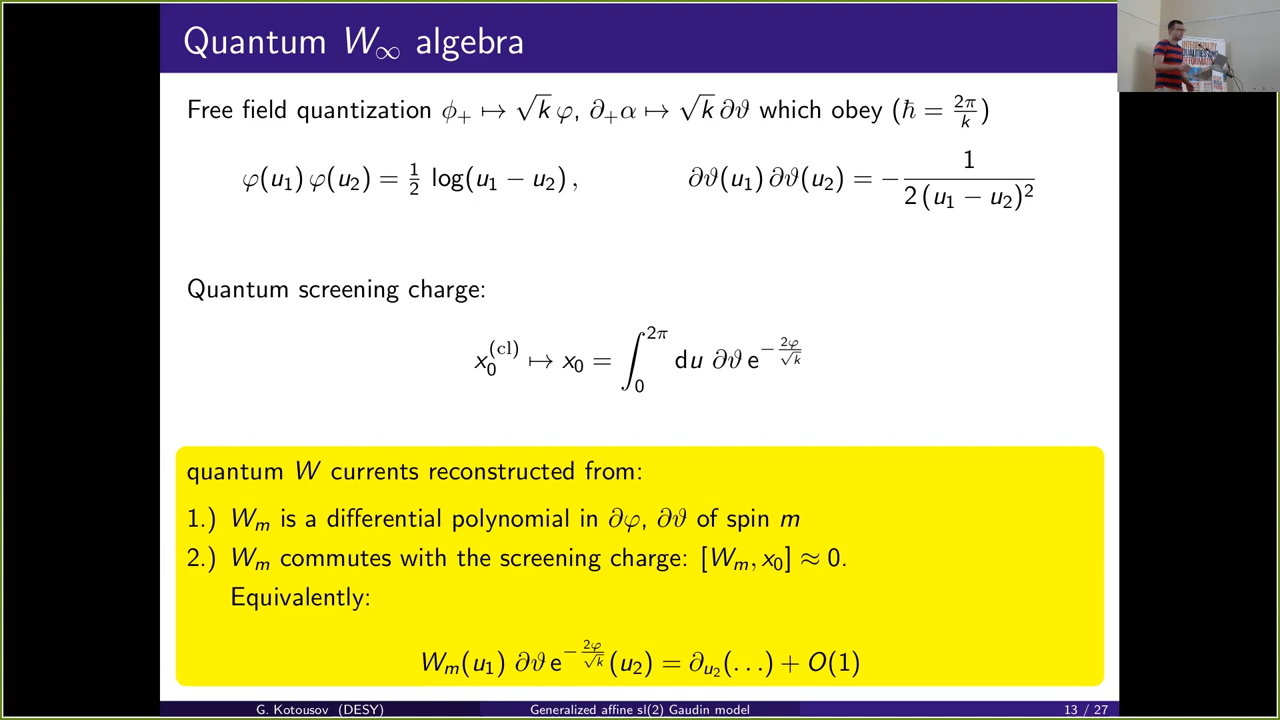 Quantum W∞ algebra
Free field quantization ϕ₊ ↦ √k φ, ∂₊α ↦ √k ∂ϑ which obey (ħ = 2π/k)
φ(u₁) φ(u₂) = ½ log(u₁ − u₂) , ∂ϑ(u₁) ∂ϑ(u₂) = − 1/(2 (u₁ − u₂)²)
Quantum screening charge:
x₀^(cl) ↦ x₀ = ∫₀^2π du ∂ϑ e^(−2φ/√k)
quantum W currents reconstructed from:
1.) Wₘ is a differential polynomial in ∂φ, ∂ϑ of spin m
2.) Wₘ commutes with the screening charge: [Wₘ, x₀] ≈ 0.
Equivalently:
Wₘ(u₁) ∂ϑ e^(−2φ/√k)(u₂) = ∂_u₂(. . .) + O(1)
G. Kotousov (DESY) Generalized affine sl(2) Gaudin model 13 / 27